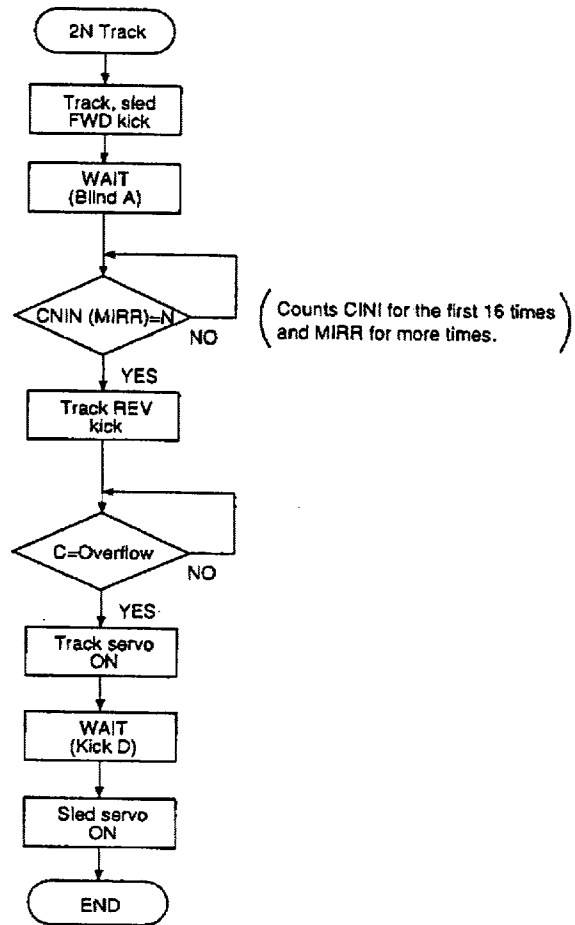 2N Track
Track, sled
FWD kick
WAIT
(Blind A)
CNIN (MIRR)=N
NO
(Counts CINI for the first 16 times
and MIRR for more times.)
YES
Track REV
kick
C=Overflow
NO
YES
Track servo
ON
WAIT
(Kick D)
Sled servo
ON
END